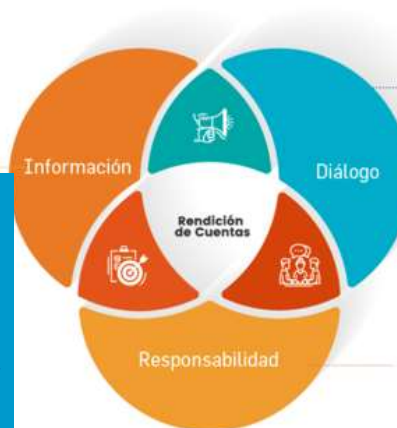 Información
Diálogo
Rendición
de Cuentas
Responsabilidad